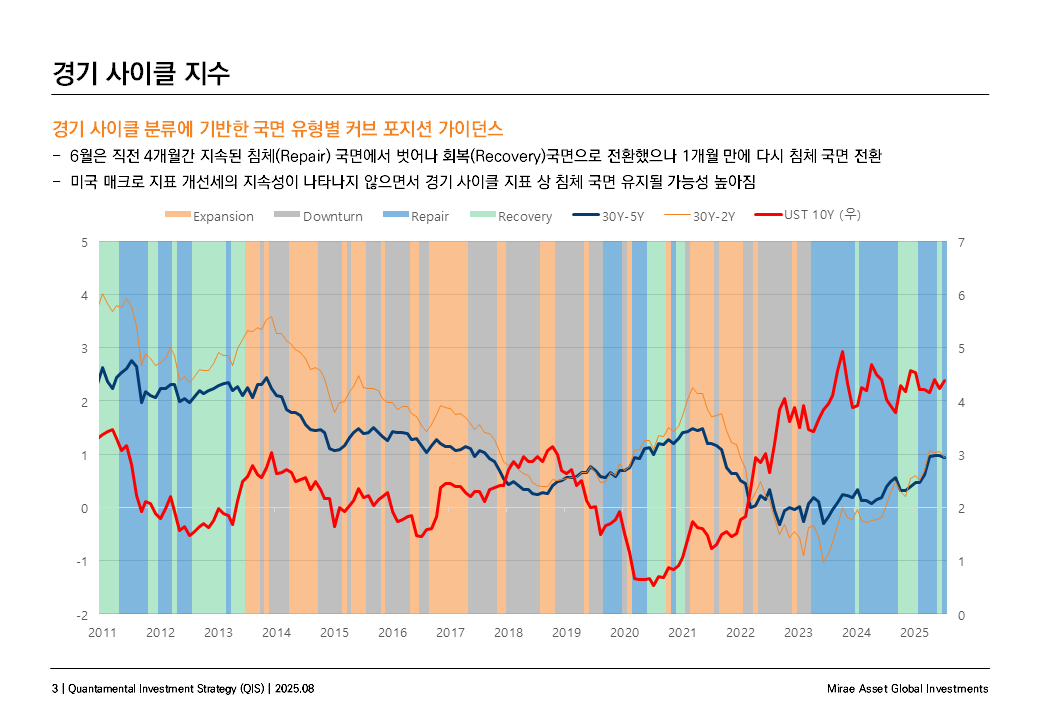 경기 사이클 지수
경기 사이클 분류에 기반한 국면 유형별 커브 포지션 가이던스
− 6월은 직전 4개월간 지속된 침체(Repair) 국면에서 벗어나 회복(Recovery)국면으로 전환했으나 1개월 만에 다시 침체 국면 전환
− 미국 매크로 지표 개선세의 지속성이 나타나지 않으면서 경기 사이클 지표 상 침체 국면 유지될 가능성 높아짐
Expansion Downturn Repair Recovery 30Y-5Y 30Y-2Y UST 10Y (우)
5 7
4 6
3 5
2 4
1 3
0 2
-1 1
-2 0
2011 2012 2013 2014 2015 2016 2017 2018 2019 2020 2021 2022 2023 2024 2025
3 | Quantamental Investment Strategy (QIS) | 2025.08 Mirae Asset Global Investments